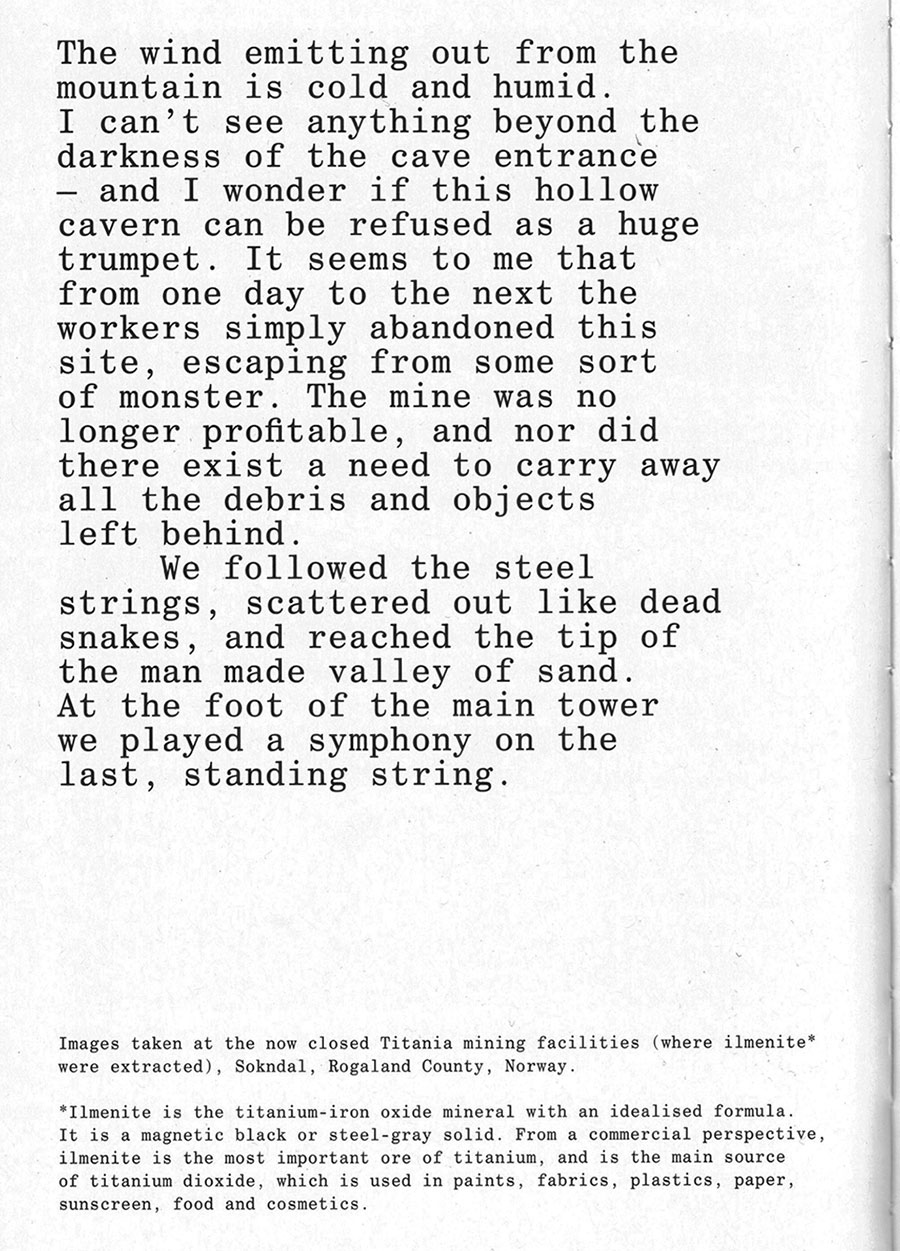 The wind emitting out from the
mountain is cold and humid.
I can’t see anything beyond the
darkness of the cave entrance
— and I wonder if this hollow
cavern can be refused as a huge
trumpet. It seems to me that
from one day to the next the
workers simply abandoned this
site, escaping from some sort
of monster. The mine was no
longer profitable, and nor did
there exist a need to carry away
all the debris and objects
left behind.
We followed the steel
strings, scattered out like dead
snakes, and reached the tip of
the man made valley of sand.
At the foot of the main tower
we played a symphony on the
last, standing string.
Images taken at the now closed Titania mining facilities (where ilmenite*
were extracted), Sokndal, Rogaland County, Norway.
*Ilmenite is the titanium-iron oxide mineral with an idealised formula.
It is a magnetic black or steel-gray solid. From a commercial perspective,
ilmenite is the most important ore of titanium, and is the main source
of titanium dioxide, which is used in paints, fabrics, plastics, paper,
sunscreen, food and cosmetics.